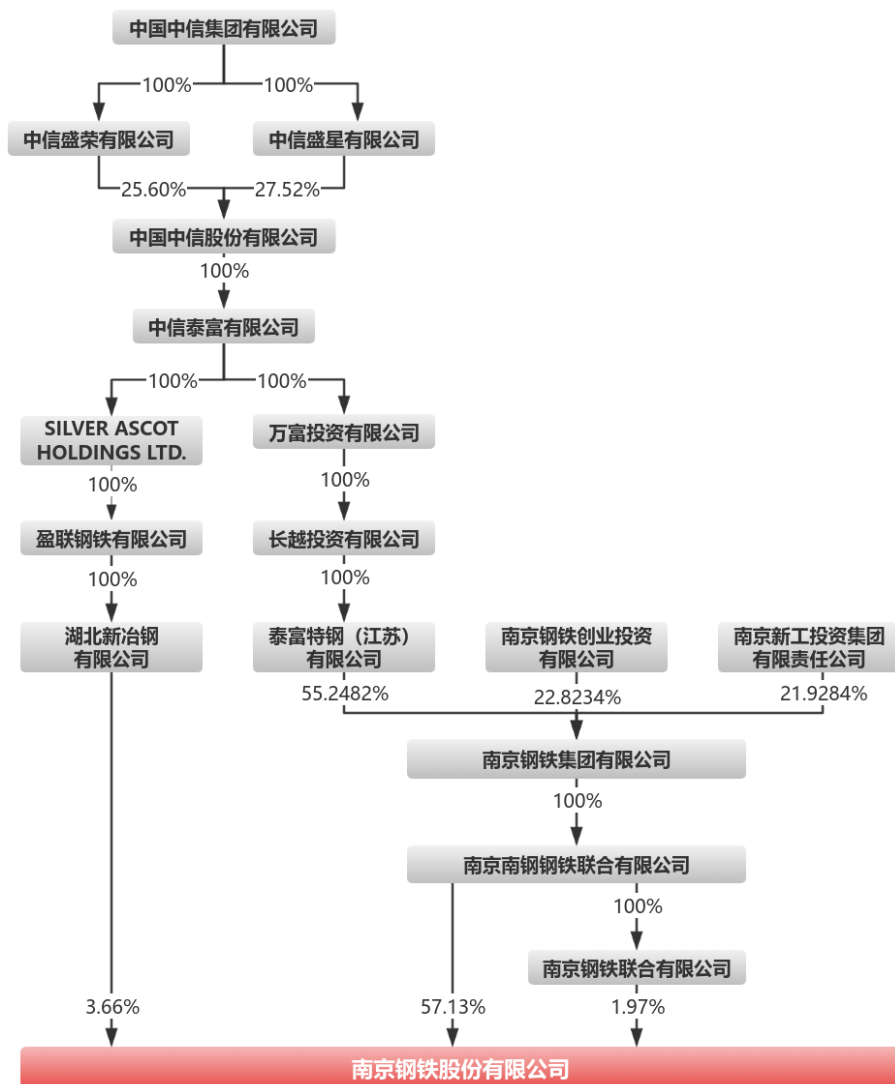 中国中信集团有限公司
100%
100%
中信盛荣有限公司
中信盛星有限公司
25.60%
27.52%
中国中信股份有限公司
100%
中信泰富有限公司
100%
100%
SILVER ASCOT
HOLDINGS LTD.
万富投资有限公司
100%
100%
盈联钢铁有限公司
长越投资有限公司
100%
100%
湖北新冶钢
有限公司
泰富特钢（江苏）
有限公司
南京钢铁创业投资
有限公司
南京新工投资集团
有限责任公司
55.2482%
22.8234%
21.9284%
南京钢铁集团有限公司
100%
南京南钢钢铁联合有限公司
100%
南京钢铁联合有限公司
3.66%
57.13%
1.97%
南京钢铁股份有限公司